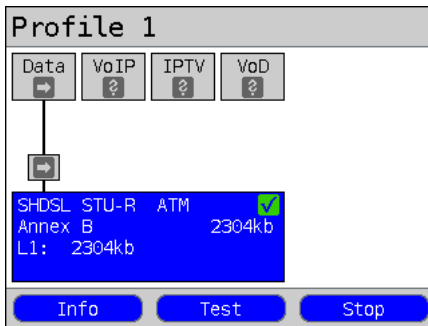 Profile 1
Data VoIP IPTV VoD
SHDSL STU-R ATM
Annex B 2304kb
L1: 2304kb
Info Test Stop